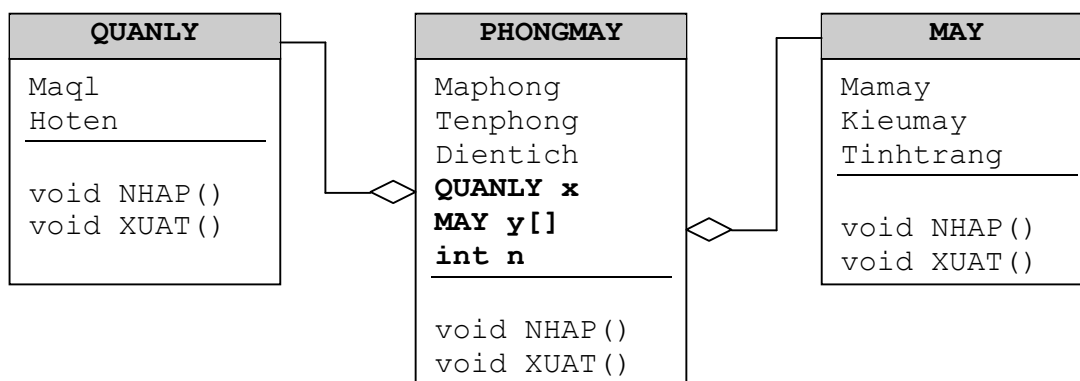 QUANLY
Maql
Hoten
void NHAP()
void XUAT()
PHONGMAY
Maphong
Tenphong
Dientich
QUANLY x
MAY y[]
int n
void NHAP()
void XUAT()
MAY
Mamay
Kieumay
Tinhtrang
void NHAP()
void XUAT()